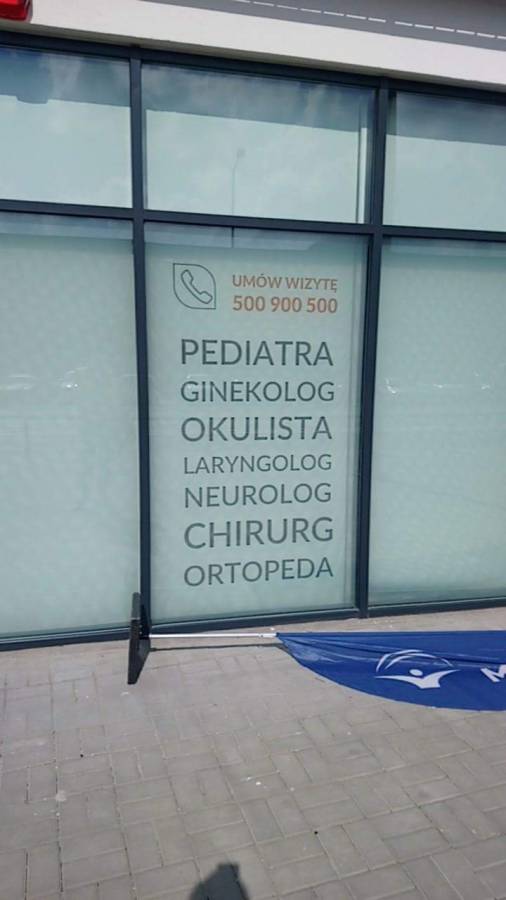 UMÓW WIZYTĘ
500 900 500
PEDIATRA
GINEKOLOG
OKULISTA
LARYNGOLOG
NEUROLOG
CHIRURG
ORTOPEDA